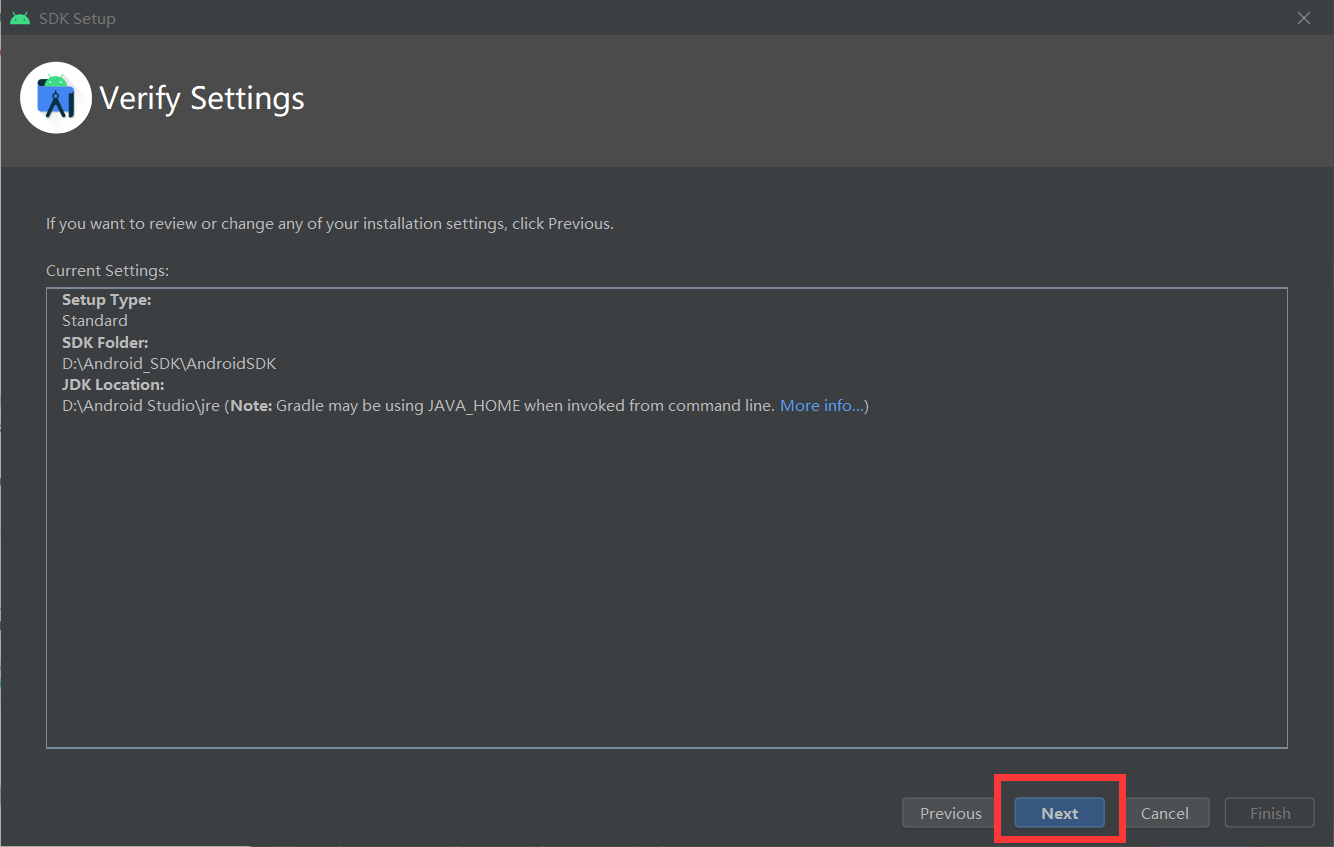 SDK Setup
Verify Settings
If you want to review or change any of your installation settings, click Previous.
Current Settings:
Setup Type:
Standard
SDK Folder:
D:\Android_SDK\AndroidSDK
JDK Location:
D:\Android Studio\jre (Note: Gradle may be using JAVA_HOME when invoked from command line. More info...)
Previous
Next
Cancel
Finish